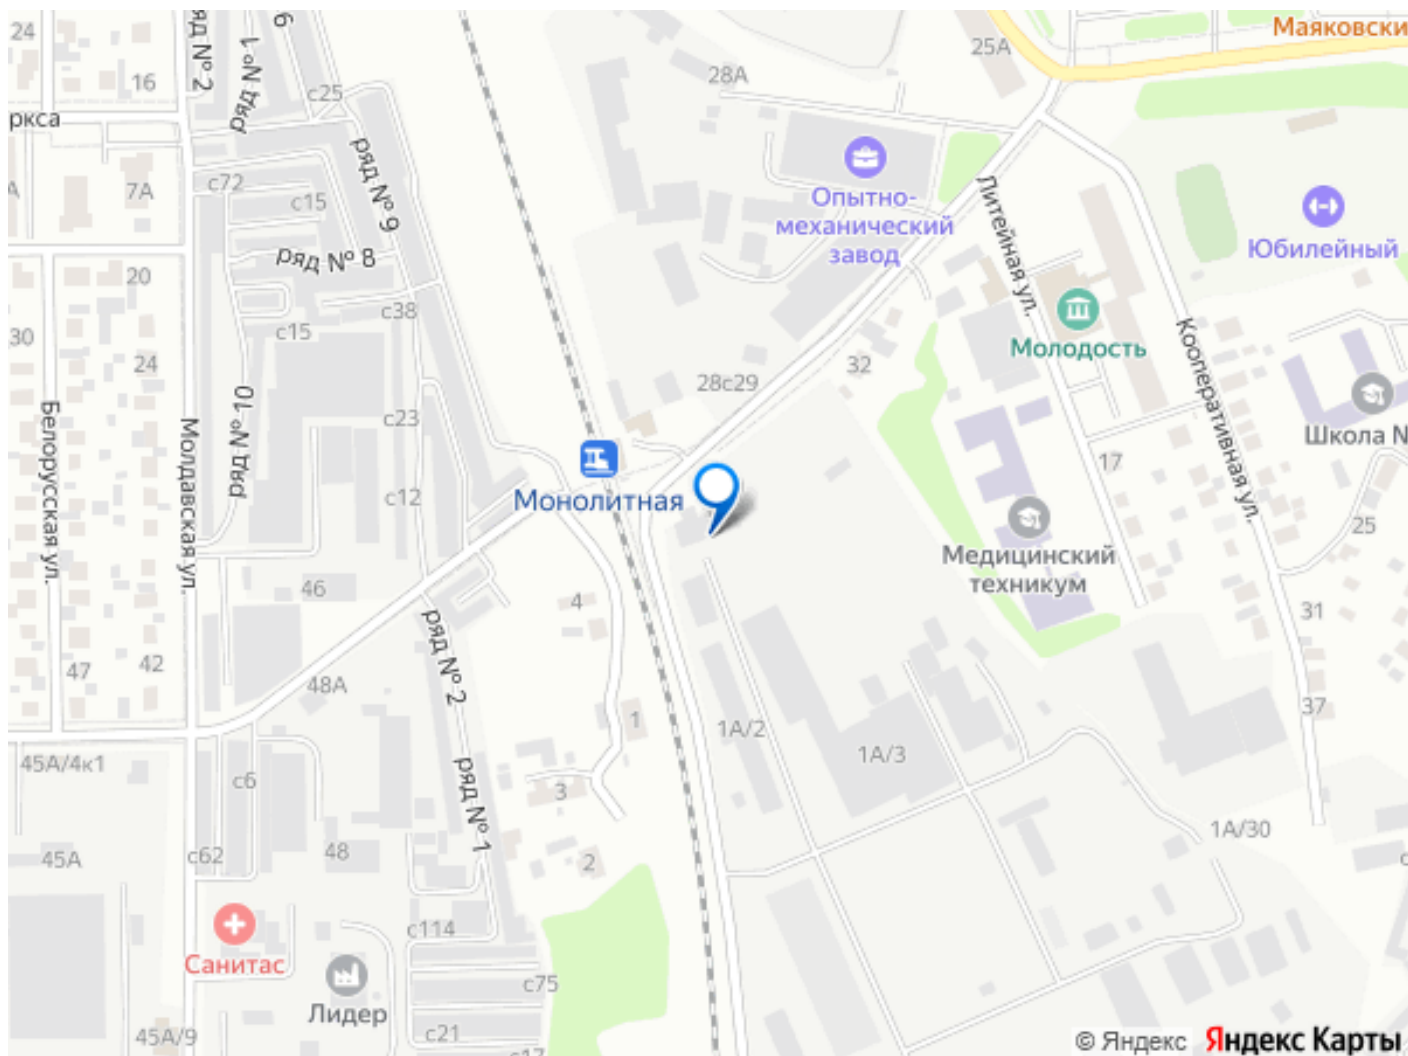 24
ряд № 2
ряд № 1
6
25А
Маяковски
16
с25
28А
ркса
ряд № 9
Опытно-
механический
завод
Литейная ул.
Юбилейный
А
7А
с72
с15
ряд № 8
20
с38
с15
Молодость
Кооперативная ул.
30
24
28с29
32
Школа №
Белорусская ул.
Молдавская ул.
ряд № 10
с23
с12
Монолитная
17
25
Медицинский
техникум
46
4
31
ряд № 2
47
42
48А
1
1А/2
1А/3
37
45А/4к1
с6
ряд № 1
3
1А/30
45А
с62
48
2
с
Санитас
с114
Лидер
с75
45А/9
с21
с17
© Яндекс Яндекс Карты